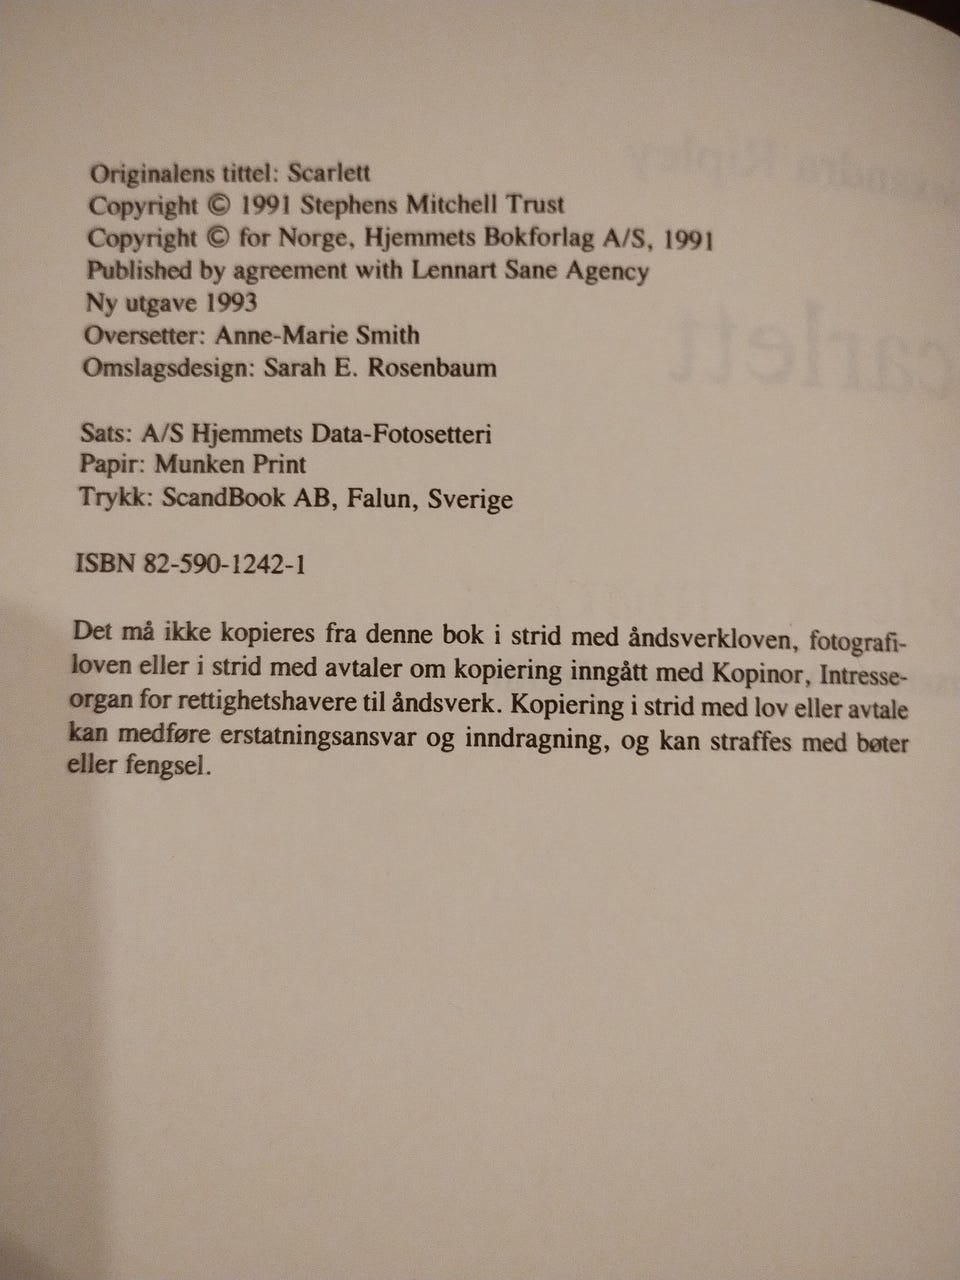 Originalens tittel: Scarlett
Copyright © 1991 Stephens Mitchell Trust
Copyright © for Norge, Hjemmets Bokforlag A/S, 1991
Published by agreement with Lennart Sane Agency
Ny utgave 1993
Oversetter: Anne-Marie Smith
Omslagsdesign: Sarah E. Rosenbaum
Sats: A/S Hjemmets Data-Fotosetteri
Papir: Munken Print
Trykk: ScandBook AB, Falun, Sverige
ISBN 82-590-1242-1
Det må ikke kopieres fra denne bok i strid med åndsverkloven, fotografi-
loven eller i strid med avtaler om kopiering inngått med Kopinor, Intresse-
organ for rettighetshavere til åndsverk. Kopiering i strid med lov eller avtale
kan medføre erstatningsansvar og inndragning, og kan straffes med bøter
eller fengsel.